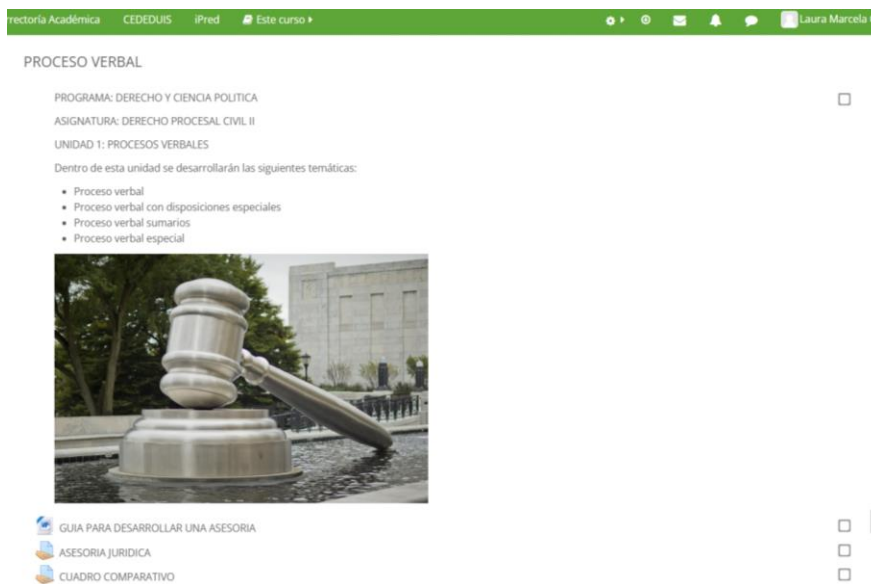 rrectoría Académica CEDEDUIS iPred Este curso Laura Marcela
PROCESO VERBAL
PROGRAMA: DERECHO Y CIENCIA POLITICA
ASIGNATURA: DERECHO PROCESAL CIVIL II
UNIDAD 1: PROCESOS VERBALES
Dentro de esta unidad se desarrollarán las siguientes temáticas:
Proceso verbal
Proceso verbal con disposiciones especiales
Proceso verbal sumarios
Proceso verbal especial
GUIA PARA DESARROLLAR UNA ASESORIA
ASESORIA JURIDICA
CUADRO COMPARATIVO